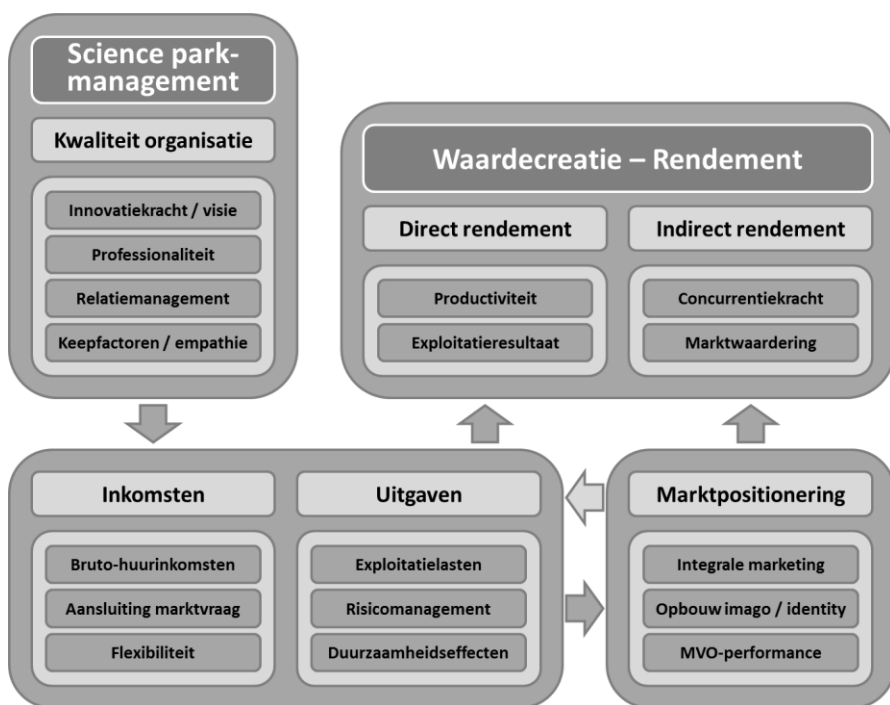 Science park-
management
Kwaliteit organisatie
Innovatiekracht / visie
Professionaliteit
Relatiemanagement
Keepfactoren / empathie
Waardecreatie – Rendement
Direct rendement
Productiviteit
Exploitatieresultaat
Indirect rendement
Concurrentiekracht
Marktwaardering
Inkomsten
Bruto-huurinkomsten
Aansluiting marktvraag
Flexibiliteit
Uitgaven
Exploitatielasten
Risicomanagement
Duurzaamheidseffecten
Marktpositionering
Integrale marketing
Opbouw imago / identity
MVO-performance